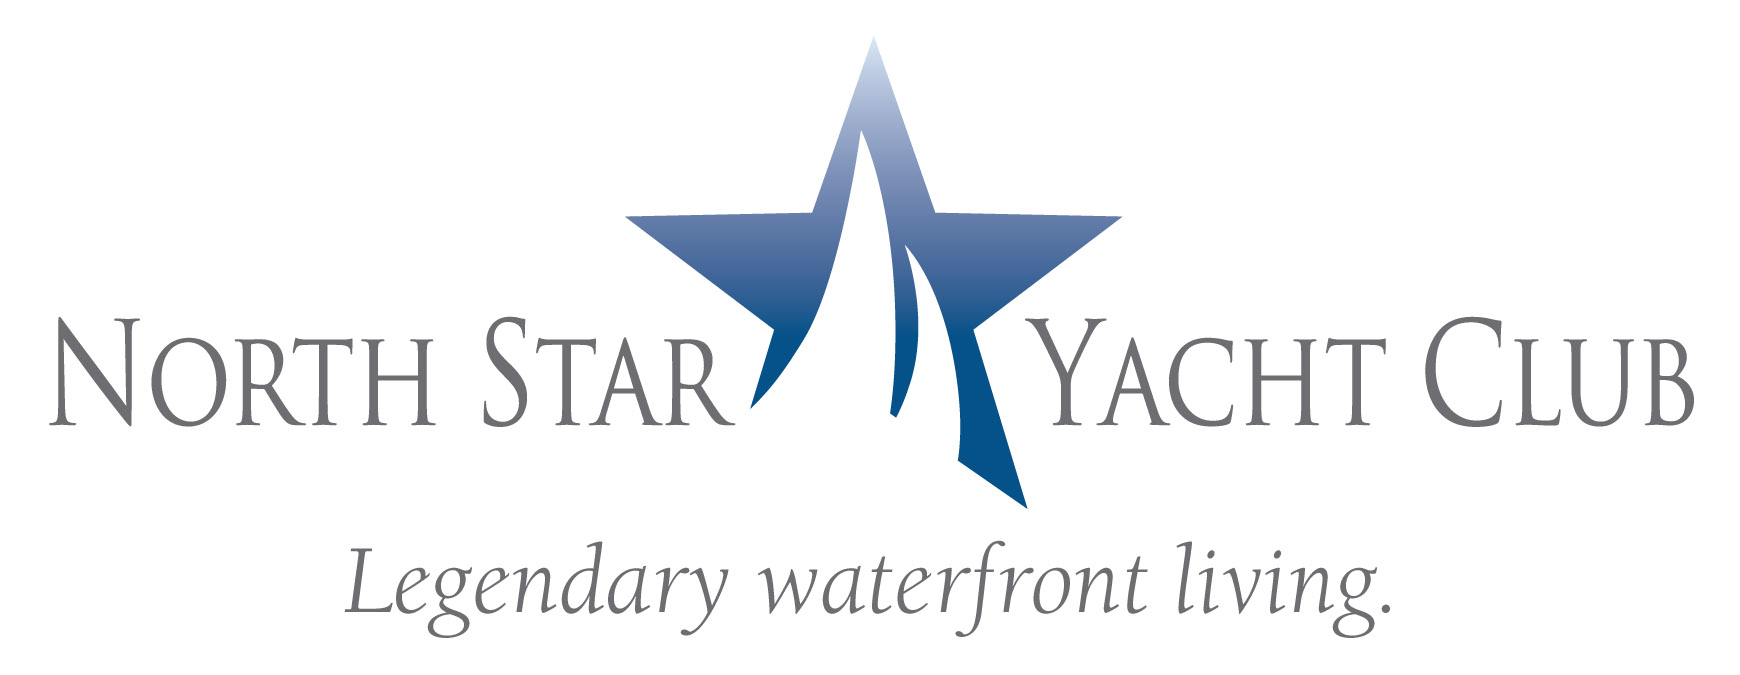 North Star Yacht Club
Legendary waterfront living.